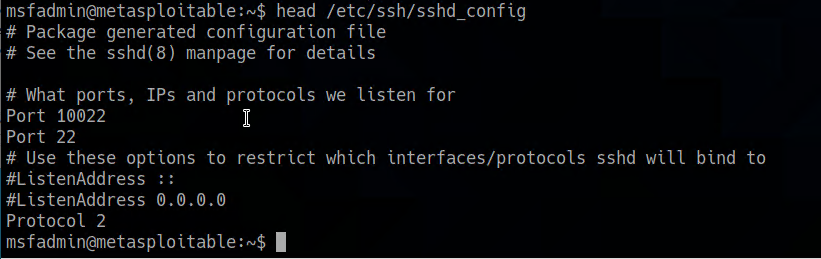 msfadmin@metasploitable:~$ head /etc/ssh/sshd_config
# Package generated configuration file
# See the sshd(8) manpage for details

# What ports, IPs and protocols we listen for
Port 10022
Port 22
# Use these options to restrict which interfaces/protocols sshd will bind to
#ListenAddress ::
#ListenAddress 0.0.0.0
Protocol 2
msfadmin@metasploitable:~$